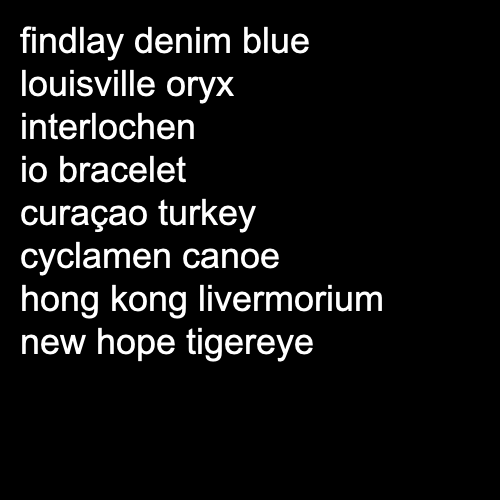 findlay denim blue
louisville oryx
interlochen
io bracelet
curaçao turkey
cyclamen canoe
hong kong livermorium
new hope tigereye